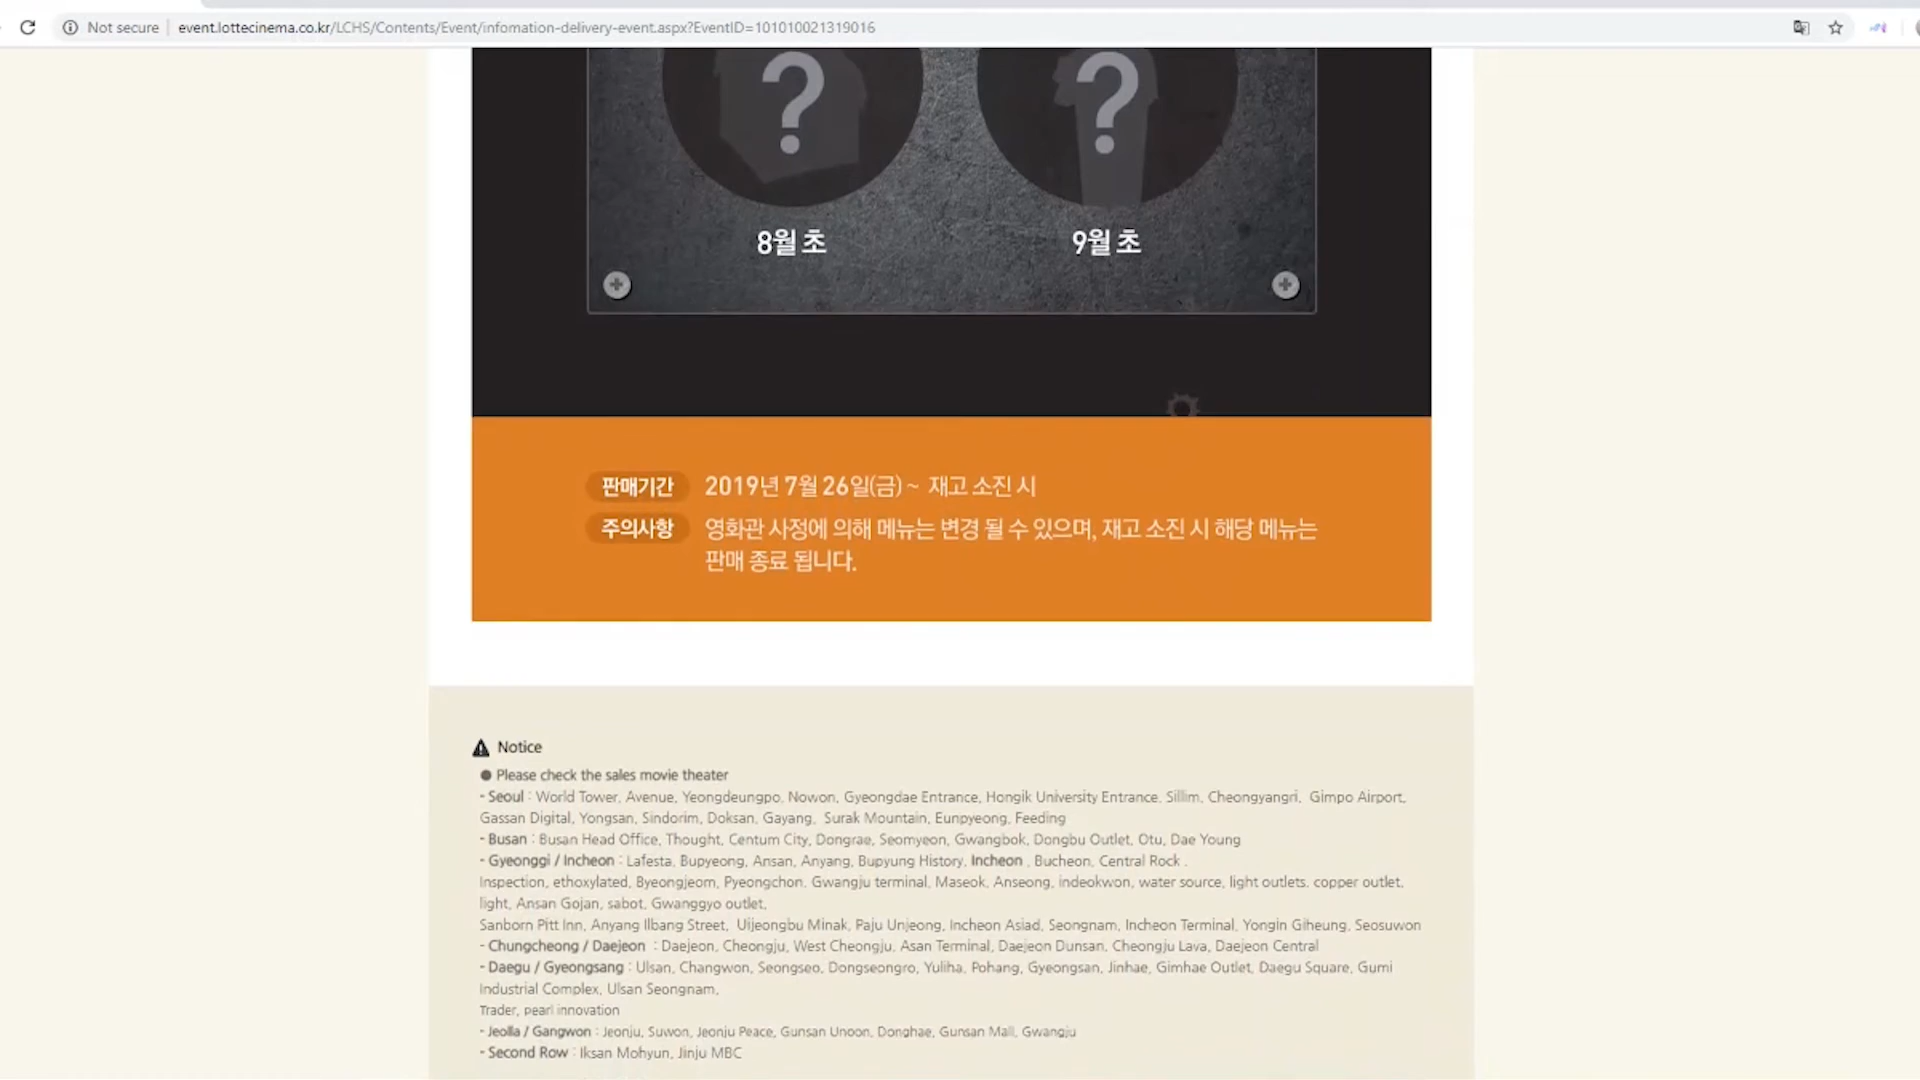 Not secure
event.lottecinema.co.kr/LCHS/Contents/Event/infomation-delivery-event.aspx?EventID=101010021319016
? ?
8월 초 9월 초
판매기간 2019년 7월 26일(금) ~ 재고 소진 시
주의사항 영화관 사정에 의해 메뉴는 변경 될 수 있으며, 재고 소진 시 해당 메뉴는
판매 종료 됩니다.
Notice
● Please check the sales movie theater
- Seoul : World Tower, Avenue, Yeongdeungpo, Nowon, Gyeongdae Entrance, Hongik University Entrance, Sillim, Cheongyangri, Gimpo Airport,
Gassan Digital, Yongsan, Sindorim, Doksan, Gayang, Surak Mountain, Eunpyeong, Feeding
- Busan : Busan Head Office, Thought, Centum City, Dongrae, Seomyeon, Gwangbok, Dongbu Outlet, Otu, Dae Young
- Gyeonggi / Incheon : Lafesta, Bupyeong, Ansan, Anyang, Bupyung History, Incheon , Bucheon, Central Rock .
Inspection, ethoxylated, Byeongjeom, Pyeongchon, Gwangju terminal, Maseok, Anseong, indeokwon, water source, light outlets, copper outlet,
light, Ansan Gojan, sabot, Gwanggyo outlet,
Sanborn Pitt Inn, Anyang Ilbang Street, Uijeongbu Minak, Paju Unjeong, Incheon Asiad, Seongnam, Incheon Terminal, Yongin Giheung, Seosuwon
- Chungcheong / Daejeon : Daejeon, Cheongju, West Cheongju, Asan Terminal, Daejeon Dunsan, Cheongju Lava, Daejeon Central
- Daegu / Gyeongsang : Ulsan, Changwon, Seongseo, Dongseongro, Yuliha, Pohang, Gyeongsan, Jinhae, Gimhae Outlet, Daegu Square, Gumi
Industrial Complex, Ulsan Seongnam,
Trader, pearl innovation
- Jeolla / Gangwon : Jeonju, Suwon, Jeonju Peace, Gunsan Unoon, Donghae, Gunsan Mall, Gwangju
- Second Row : Iksan Mohyun, Jinju MBC